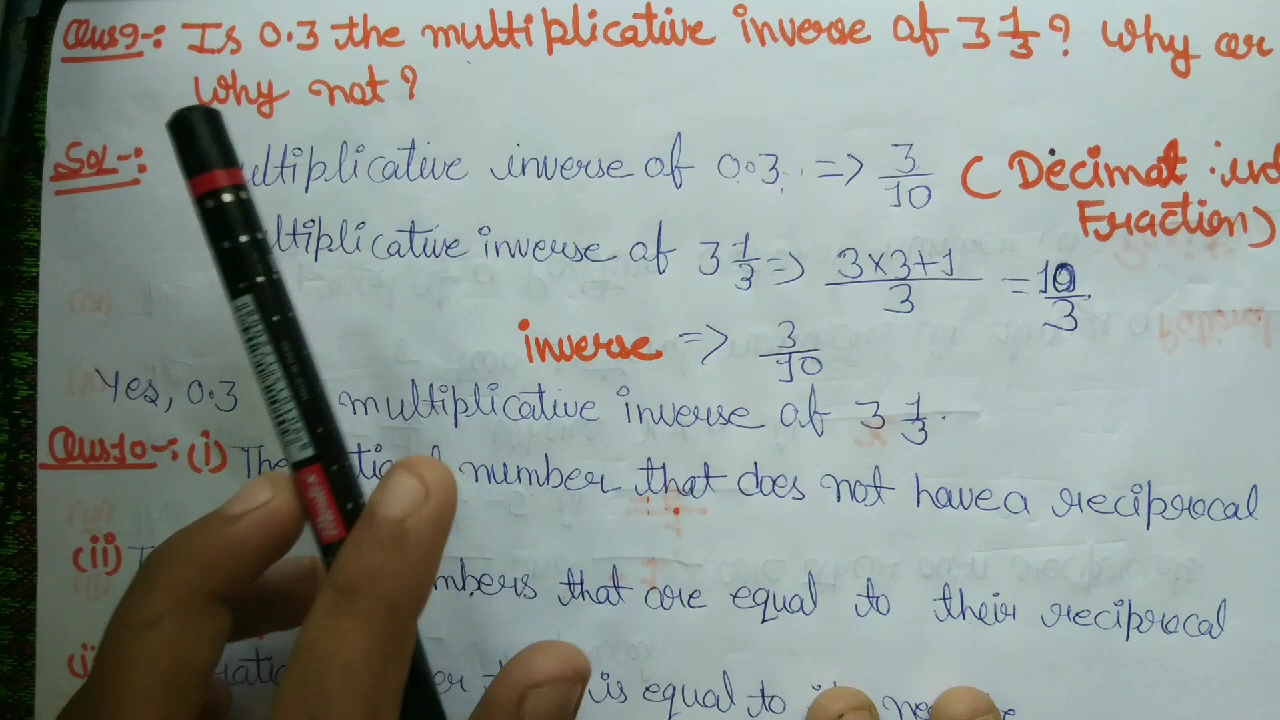 Ques9-: Is 0.3 the multiplicative inverse of 3 1/3? Why or
Why not?
Sol-: ultiplicative inverse of 0.3. => 3/10 ( Decimal ind
Fraction)
ltiplicative inverse of 3 1/3 => 3x3+1/3 = 10/3
inverse => 3/10
Yes, 0.3 multiplicative inverse of 3 1/3.
Ques10-: (i) The number that does not have a reciprocal
(ii) mbers that are equal to their reciprocal
is equal to